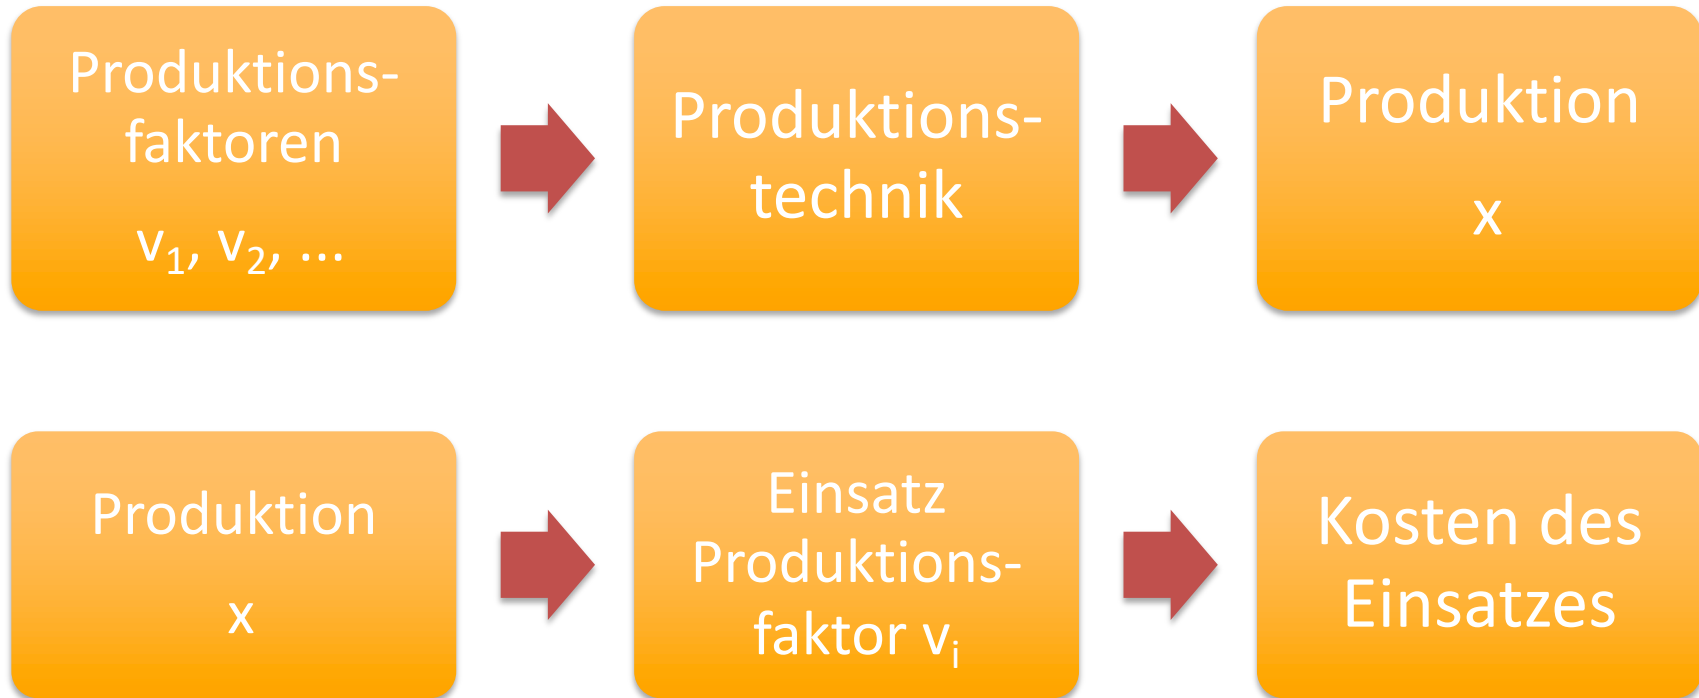 Produktions-
faktoren
v₁, v₂, ...
Produktions-
technik
Produktion
x
Produktion
x
Einsatz
Produktions-
faktor vᵢ
Kosten des
Einsatzes